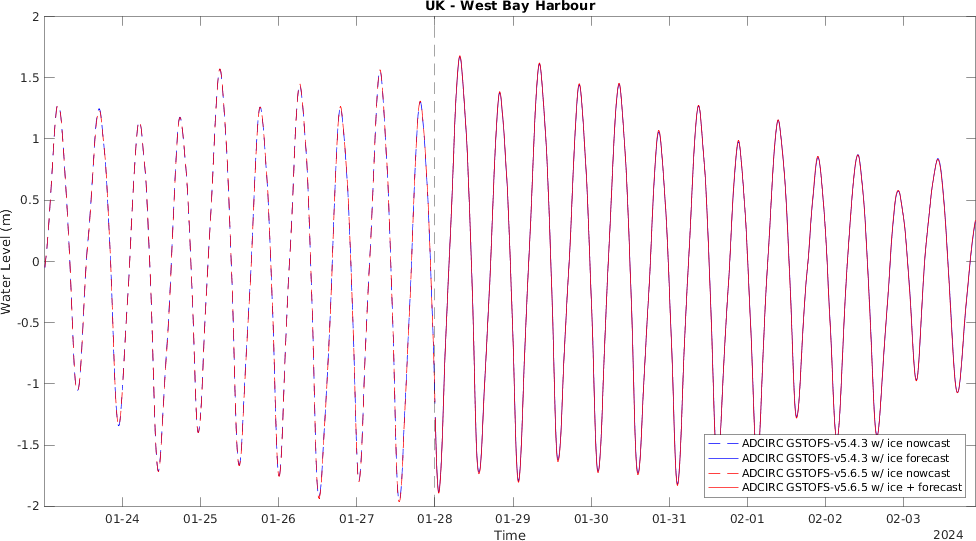 UK - West Bay Harbour
2
1.5
1
0.5
0
-0.5
-1
-1.5
-2
Water Level (m)
ADCIRC GSTOFS-v5.4.3 w/ ice nowcast
ADCIRC GSTOFS-v5.4.3 w/ ice forecast
ADCIRC GSTOFS-v5.6.5 w/ ice nowcast
ADCIRC GSTOFS-v5.6.5 w/ ice + forecast
01-24 01-25 01-26 01-27 01-28 01-29 01-30 01-31 02-01 02-02 02-03
Time
2024